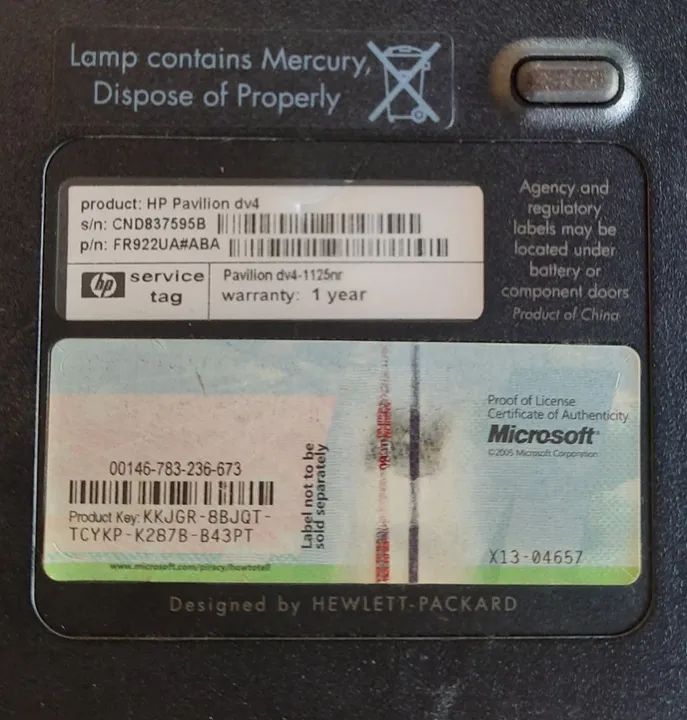 Lamp contains Mercury,
Dispose of Properly
product: HP Pavilion dv4
s/n: CND837595B
p/n: FR922UA#ABA
hp service
tag
Pavilion dv4-1125nr
warranty: 1 year
Agency and
regulatory
labels may be
located under
battery or
component doors
Product of China
00146-783-236-673
Product Key: KKJGR-8BJQT-
TCYKP-K287B-B43PT
www.microsoft.com/piracy/howtotell
Label not to be
sold separately
Proof of License
Certificate of Authenticity
Microsoft®
©2005 Microsoft Corporation
X13-04657
Designed by HEWLETT-PACKARD